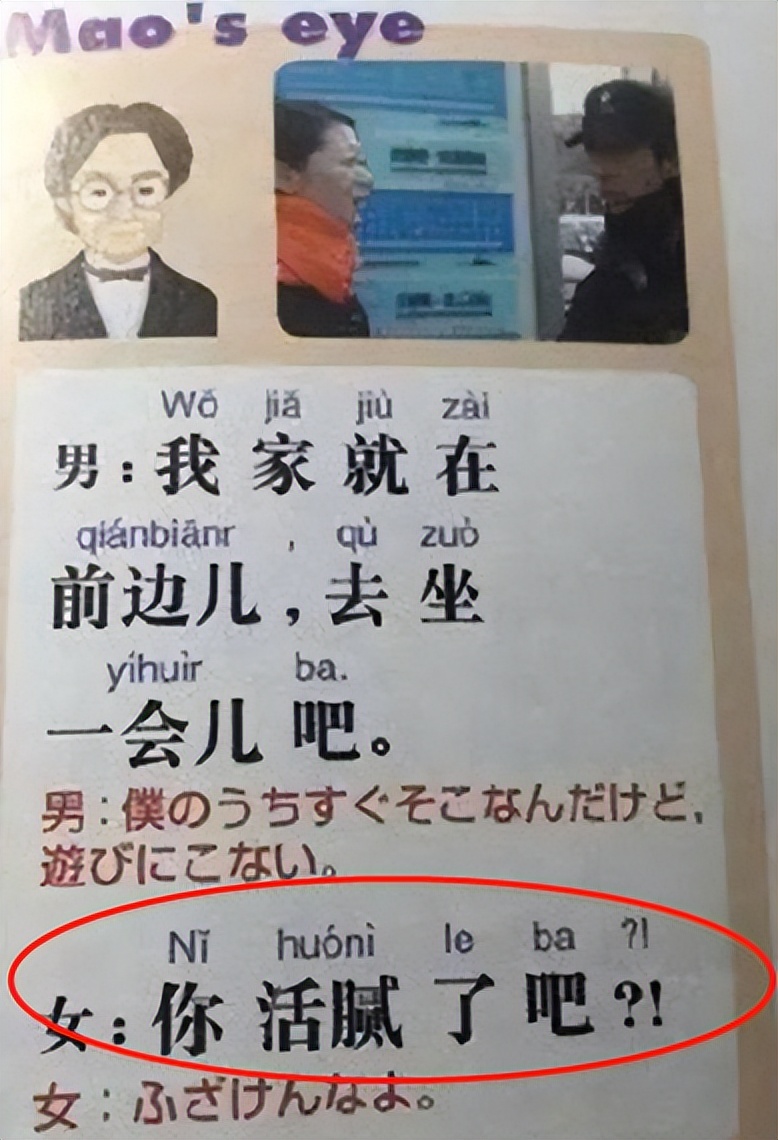 Mao's eye
Wǒ jiā jiù zài
男：我 家 就 在
qiánbiānr , qù zuò
前边儿，去 坐
yíhuìr ba.
一会儿 吧。
男：僕のうちすぐそこなんだけど，
遊びにこない。
Nǐ huónì le ba ?!
女：你 活腻 了 吧 ?!
女：ふざけんなよ。